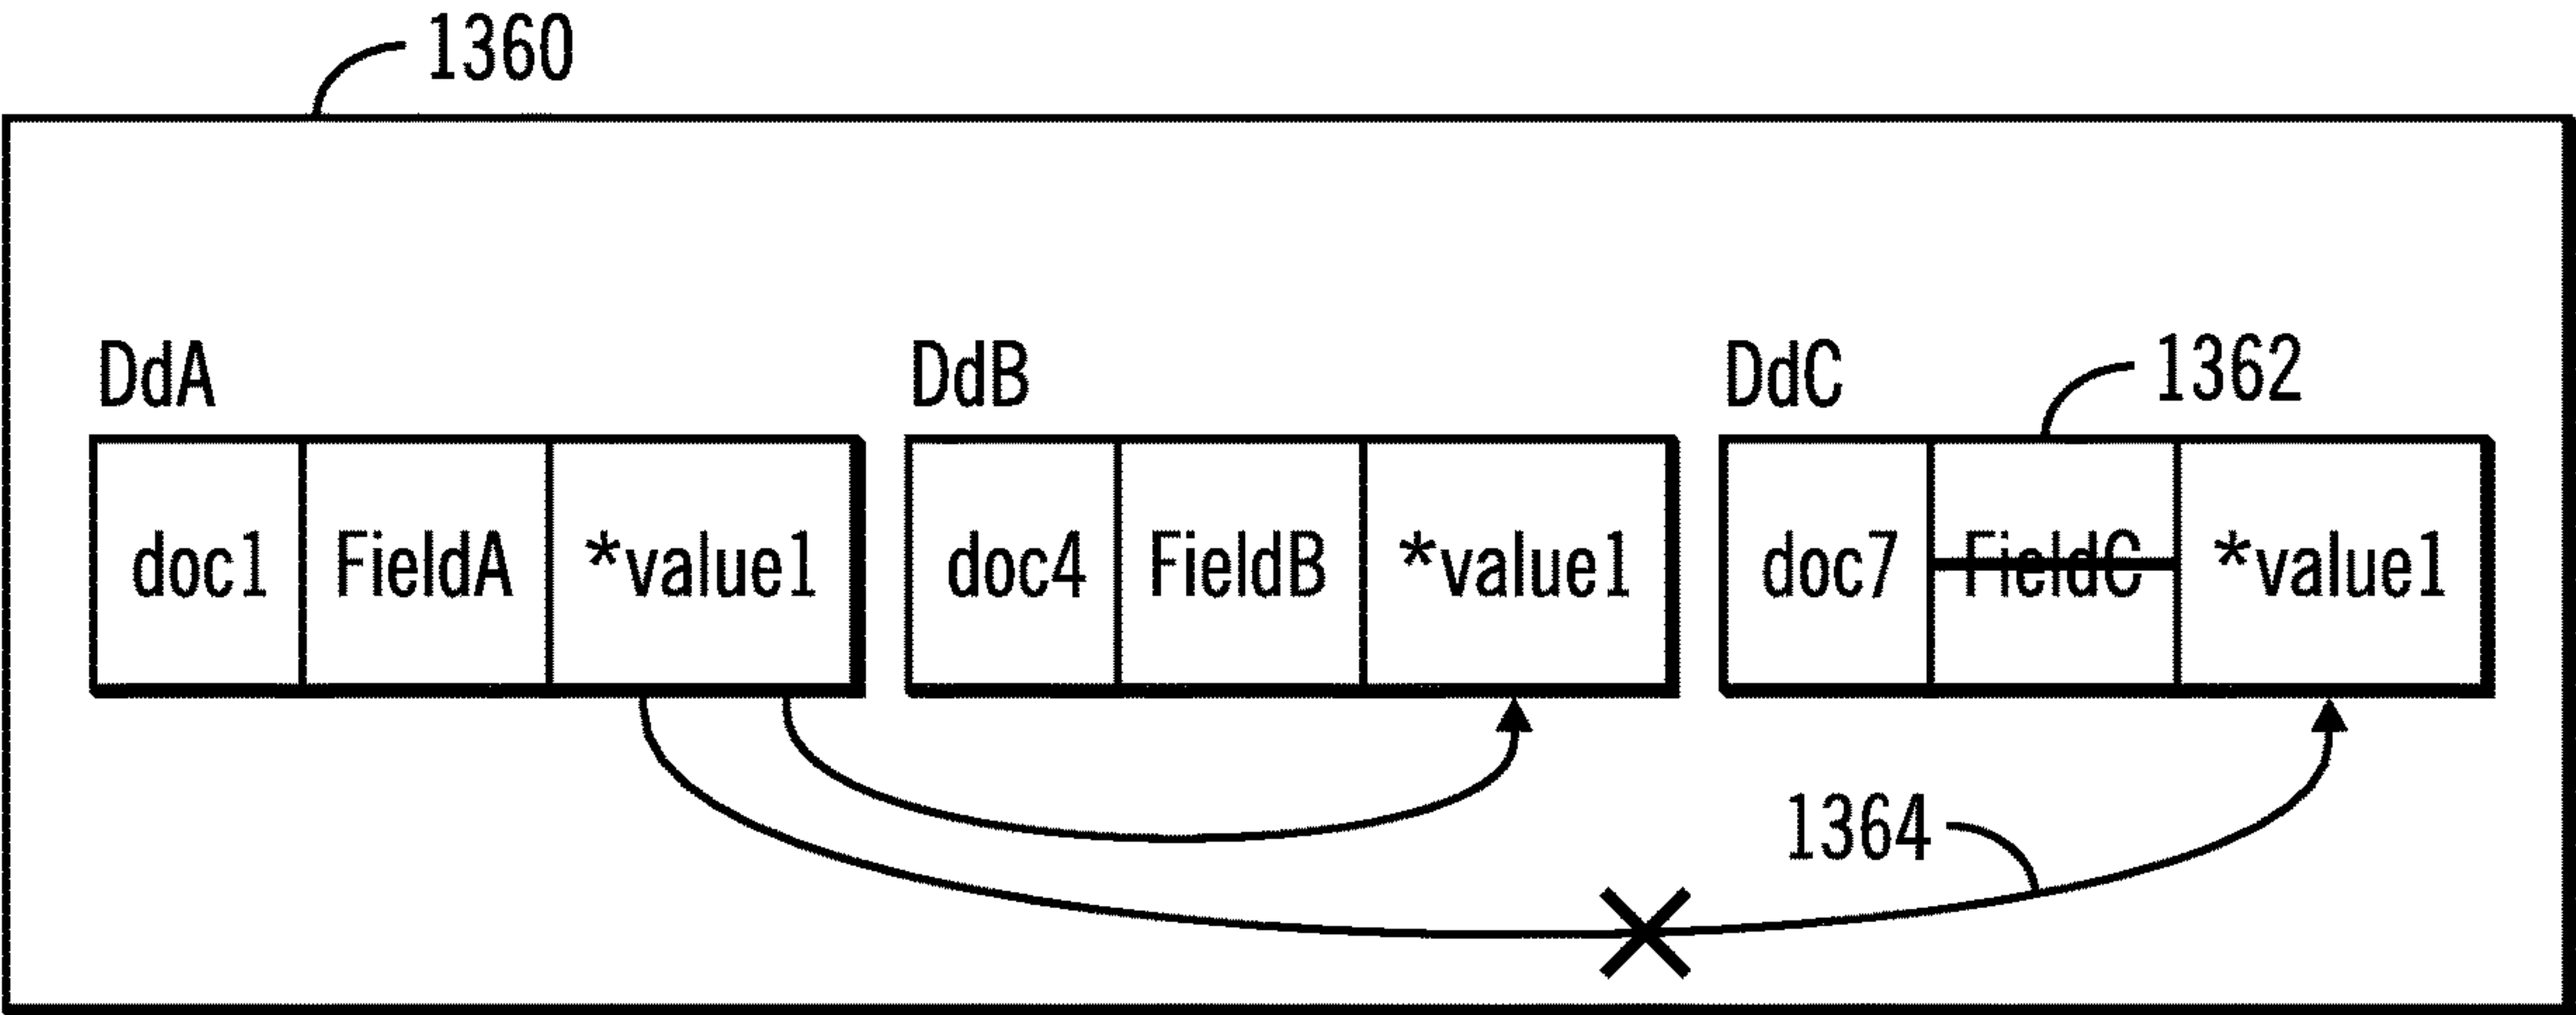 1360
DdA DdB DdC 1362
doc1 FieldA *value1 doc4 FieldB *value1 doc7 FieldC *value1
1364